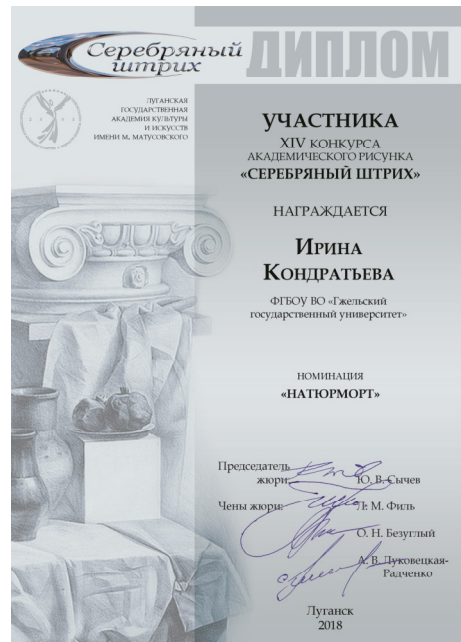 Серебряный
штрих
ДИПЛОМ
ЛУГАНСКАЯ
ГОСУДАРСТВЕННАЯ
АКАДЕМИЯ КУЛЬТУРЫ
И ИСКУССТВ
ИМЕНИ М. МАТУСОВСКОГО
УЧАСТНИКА
XIV КОНКУРСА
АКАДЕМИЧЕСКОГО РИСУНКА
«СЕРЕБРЯНЫЙ ШТРИХ»
НАГРАЖДАЕТСЯ
ИРИНА
КОНДРАТЬЕВА
ФГБОУ ВО «Гжельский
государственный университет»
НОМИНАЦИЯ
«НАТЮРМОРТ»
Председатель
жюри: Ю. В. Сычев
Чены жюри: Л. М. Филь
О. Н. Безуглый
А. В. Луковецкая-
Радченко
Луганск
2018